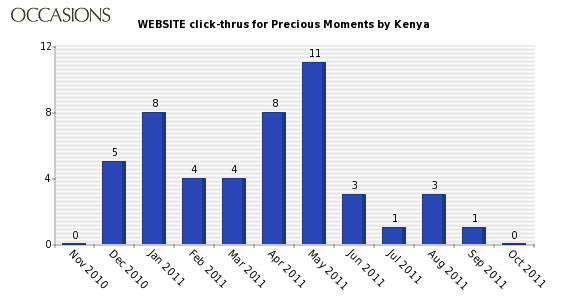 OCCASIONS
WEBSITE click-thrus for Precious Moments by Kenya
12
8
4
0
0
5
8
4
4
8
11
3
1
3
1
0
Nov 2010
Dec 2010
Jan 2011
Feb 2011
Mar 2011
Apr 2011
May 2011
Jun 2011
Jul 2011
Aug 2011
Sep 2011
Oct 2011